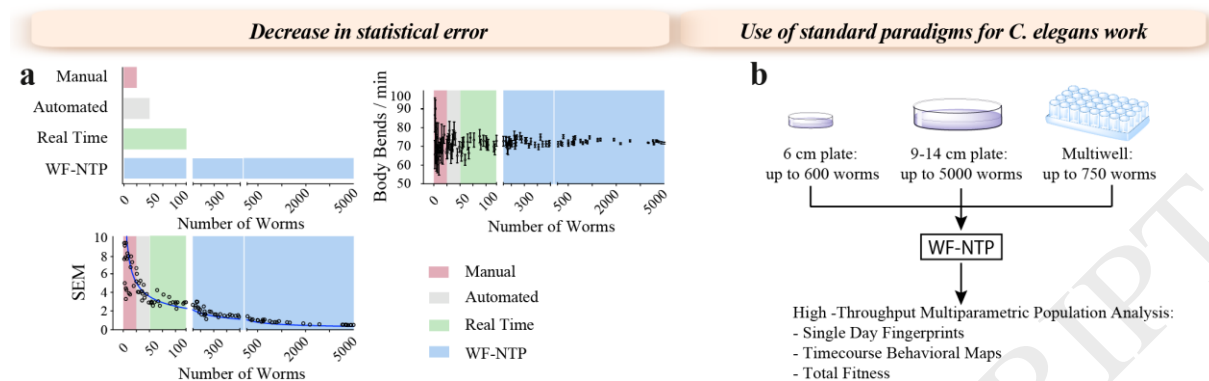 Decrease in statistical error
Use of standard paradigms for C. elegans work
a
Manual
Automated
Real Time
WF-NTP
0
50
100
300
500
2000
5000
Number of Worms
Body Bends / min
100
90
80
70
60
50
0
50
100
300
500
2000
5000
Number of Worms
SEM
10
8
6
4
2
0
0
50
100
300
500
2000
5000
Number of Worms
Manual
Automated
Real Time
WF-NTP
b
6 cm plate:
up to 600 worms
9-14 cm plate:
up to 5000 worms
Multiwell:
up to 750 worms
WF-NTP
High -Throughput Multiparametric Population Analysis:
- Single Day Fingerprints
- Timecourse Behavioral Maps
- Total Fitness